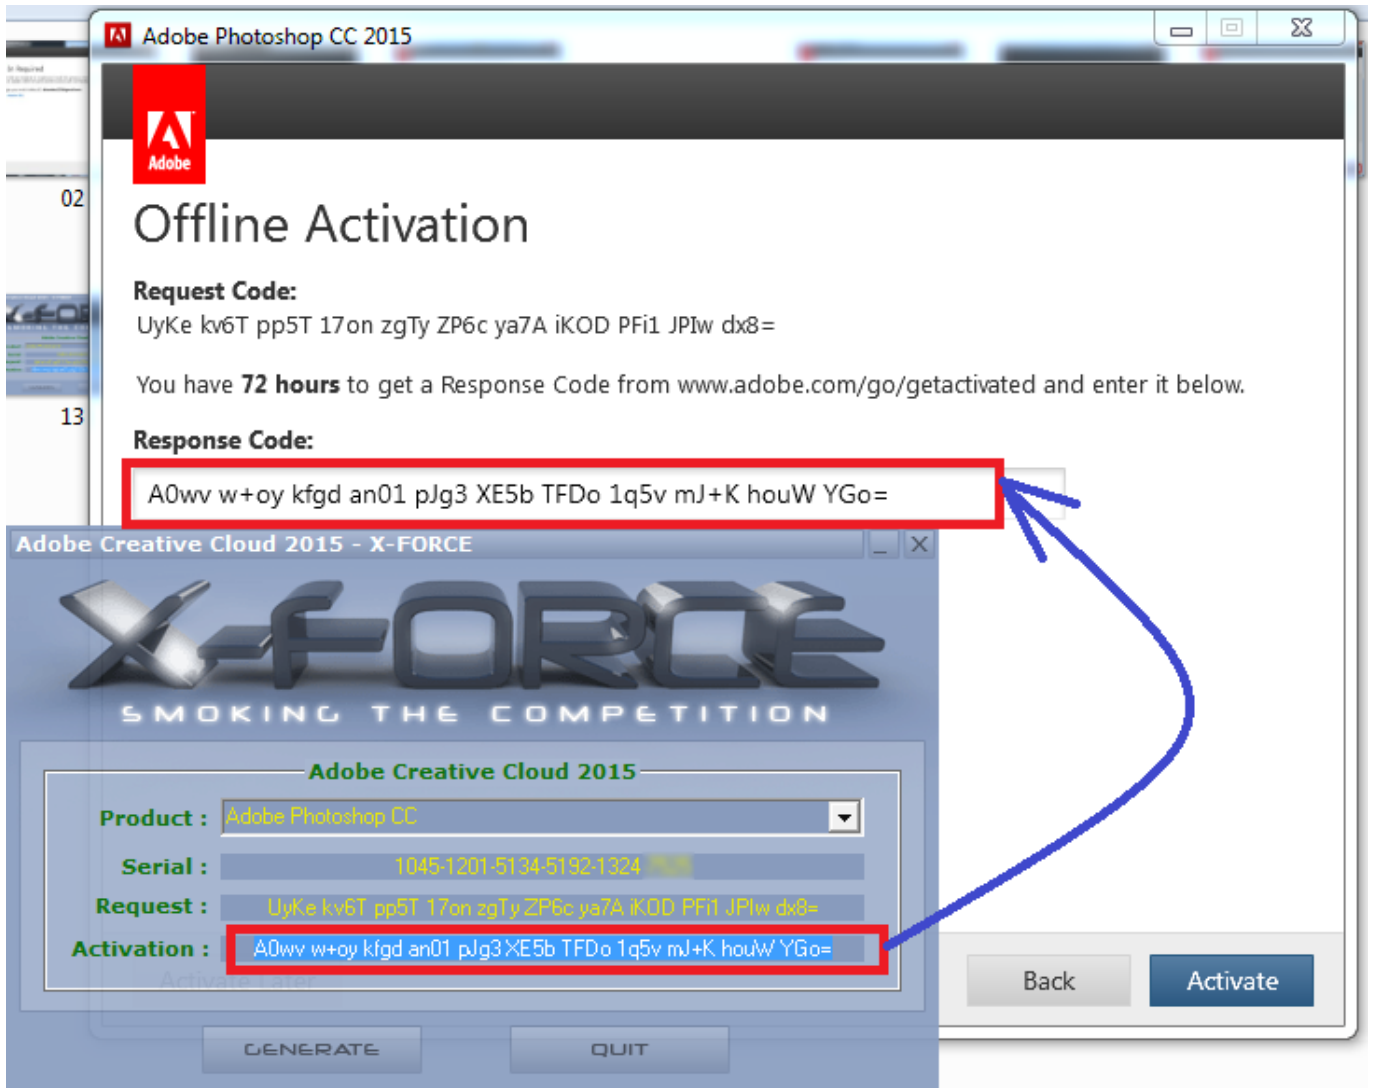 Adobe Photoshop CC 2015
Adobe
02
Offline Activation
Request Code:
UyKe kv6T pp5T 17on zgTy ZP6c ya7A iKOD PFi1 JPIw dx8=
You have 72 hours to get a Response Code from www.adobe.com/go/getactivated and enter it below.
13
Response Code:
A0wv w+oy kfgd an01 pJg3 XE5b TFDo 1q5v mJ+K houW YGo=
Adobe Creative Cloud 2015 - X-FORCE
X-FORCE
SMOKING THE COMPETITION
Adobe Creative Cloud 2015
Product : Adobe Photoshop CC
Serial : 1045-1201-5134-5192-1324
Request : UyKe kv6T pp5T 17on zgTy ZP6c ya7A iKOD PFi1 JPIw dx8=
Activation : A0wv w+oy kfgd an01 pJg3 XE5b TFDo 1q5v mJ+K houW YGo=
Activate Later
Back
Activate
GENERATE
QUIT